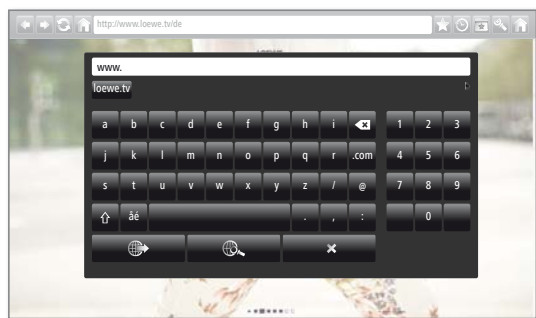 http://www.loewe.tv/de
LOEWE.
www.
loewe.tv
a b c d e f g h i 1 2 3
j k l m n o p q r .com 4 5 6
s t u v w x y z / @ 7 8 9
àé . , : 0